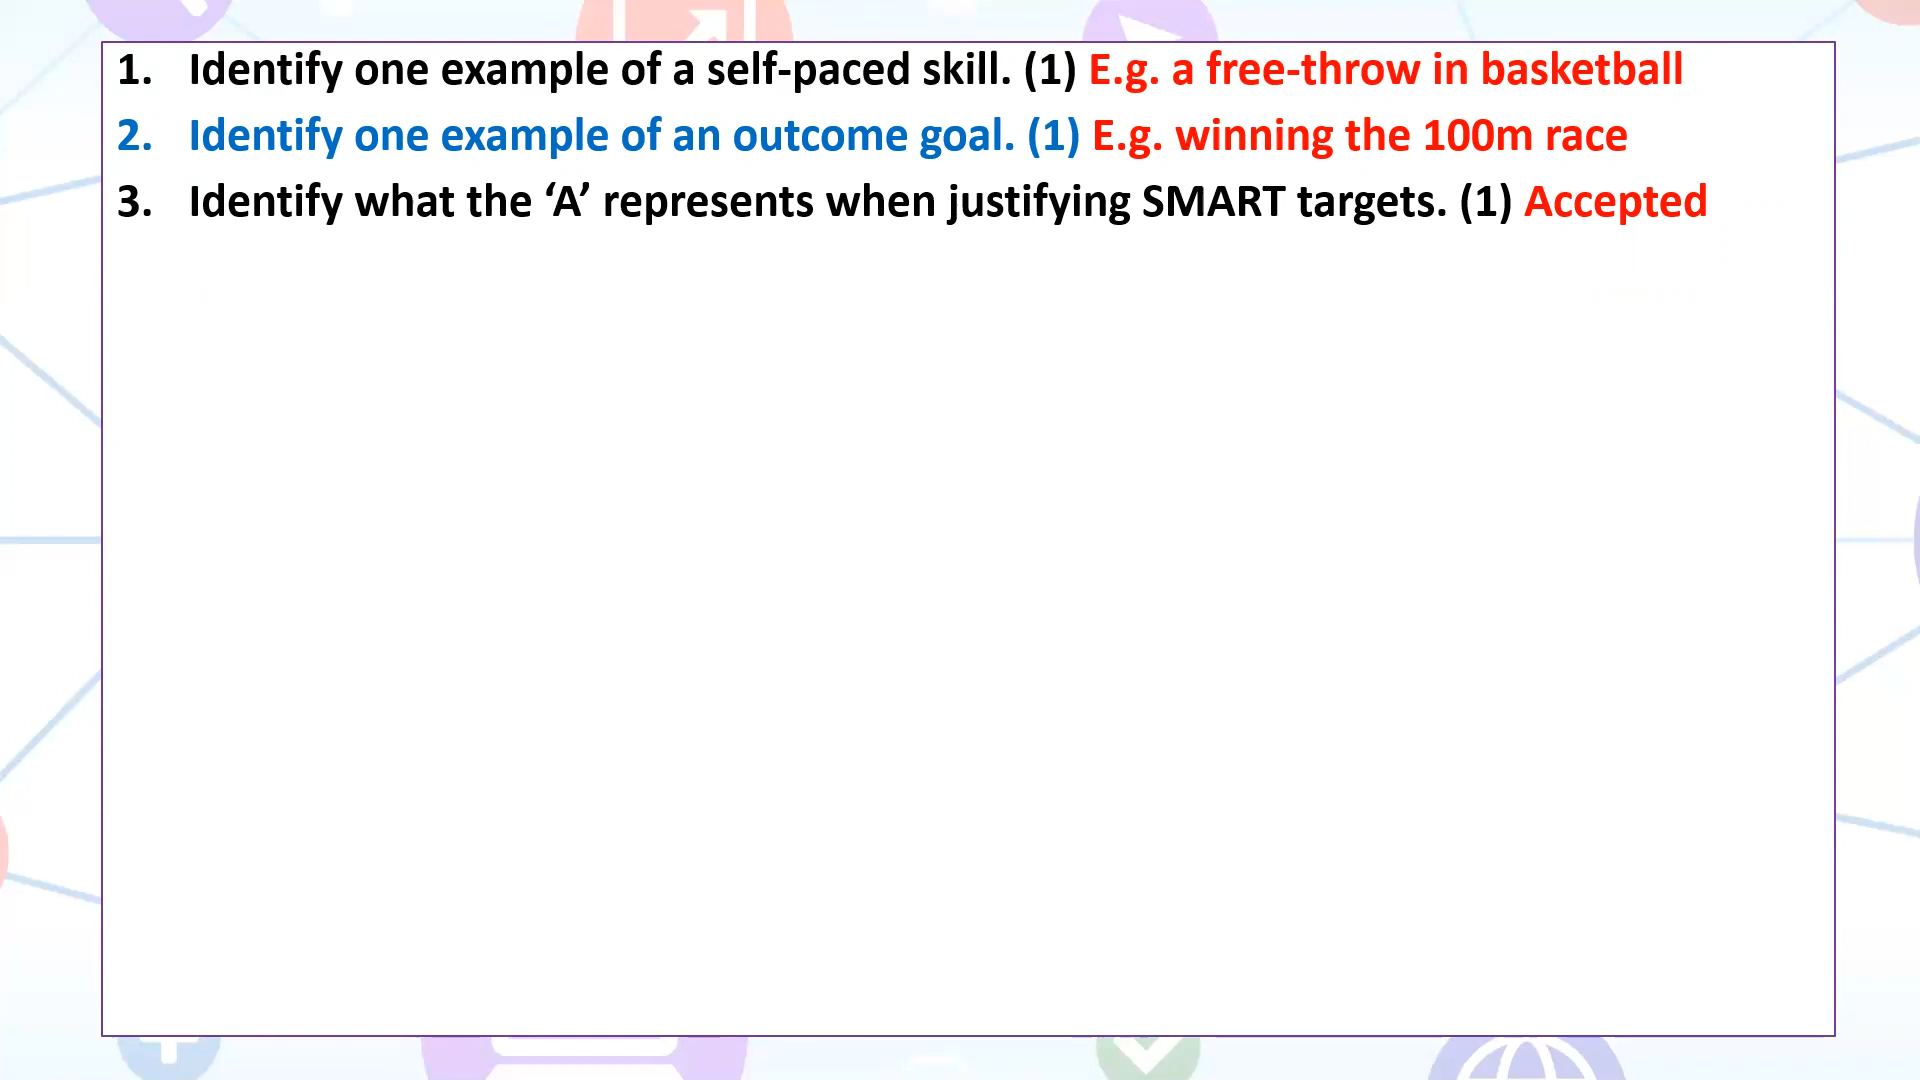 1. Identify one example of a self-paced skill. (1) E.g. a free-throw in basketball
2. Identify one example of an outcome goal. (1) E.g. winning the 100m race
3. Identify what the ‘A’ represents when justifying SMART targets. (1) Accepted